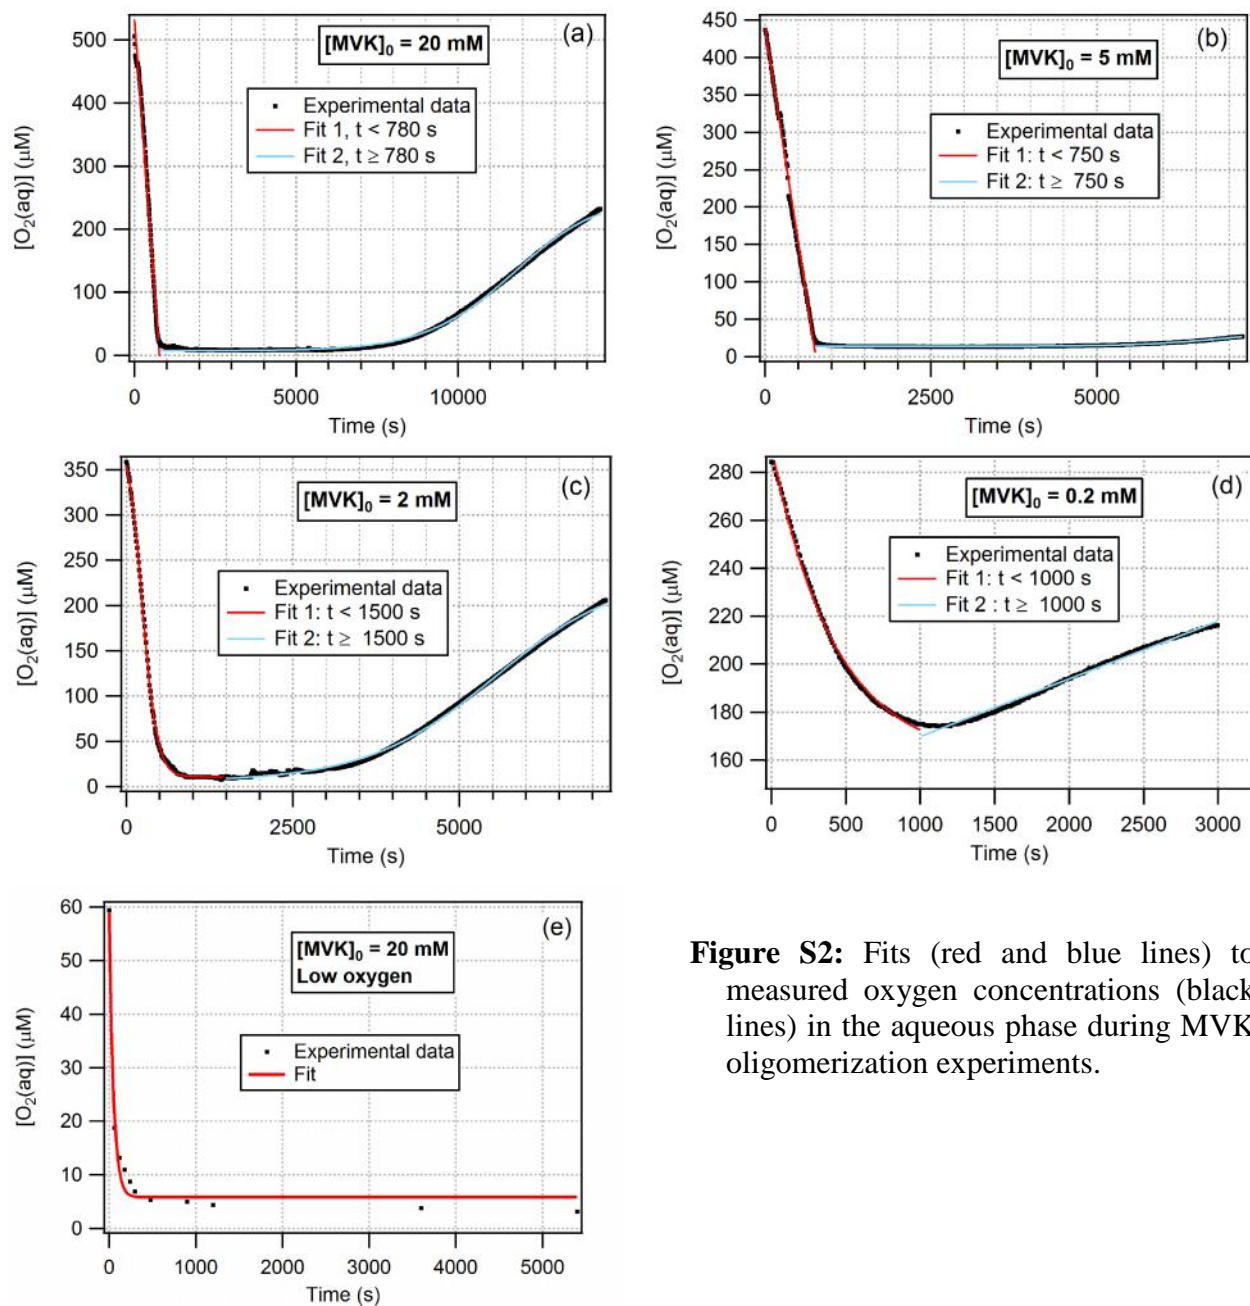 (a)
[MVK]₀ = 20 mM
Experimental data
Fit 1, t < 780 s
Fit 2, t ≥ 780 s
500
400
300
200
100
0
[O₂(aq)] (μM)
0 5000 10000
Time (s)
(b)
[MVK]₀ = 5 mM
Experimental data
Fit 1: t < 750 s
Fit 2: t ≥ 750 s
450
400
350
300
250
200
150
100
50
0
[O₂(aq)] (μM)
0 2500 5000
Time (s)
(c)
[MVK]₀ = 2 mM
Experimental data
Fit 1: t < 1500 s
Fit 2: t ≥ 1500 s
350
300
250
200
150
100
50
0
[O₂(aq)] (μM)
0 2500 5000
Time (s)
(d)
[MVK]₀ = 0.2 mM
Experimental data
Fit 1: t < 1000 s
Fit 2 : t ≥ 1000 s
280
260
240
220
200
180
160
[O₂(aq)] (μM)
0 500 1000 1500 2000 2500 3000
Time (s)
(e)
[MVK]₀ = 20 mM
Low oxygen
Experimental data
Fit
60
50
40
30
20
10
0
[O₂(aq)] (μM)
0 1000 2000 3000 4000 5000
Time (s)
Figure S2: Fits (red and blue lines) to
measured oxygen concentrations (black
lines) in the aqueous phase during MVK
oligomerization experiments.